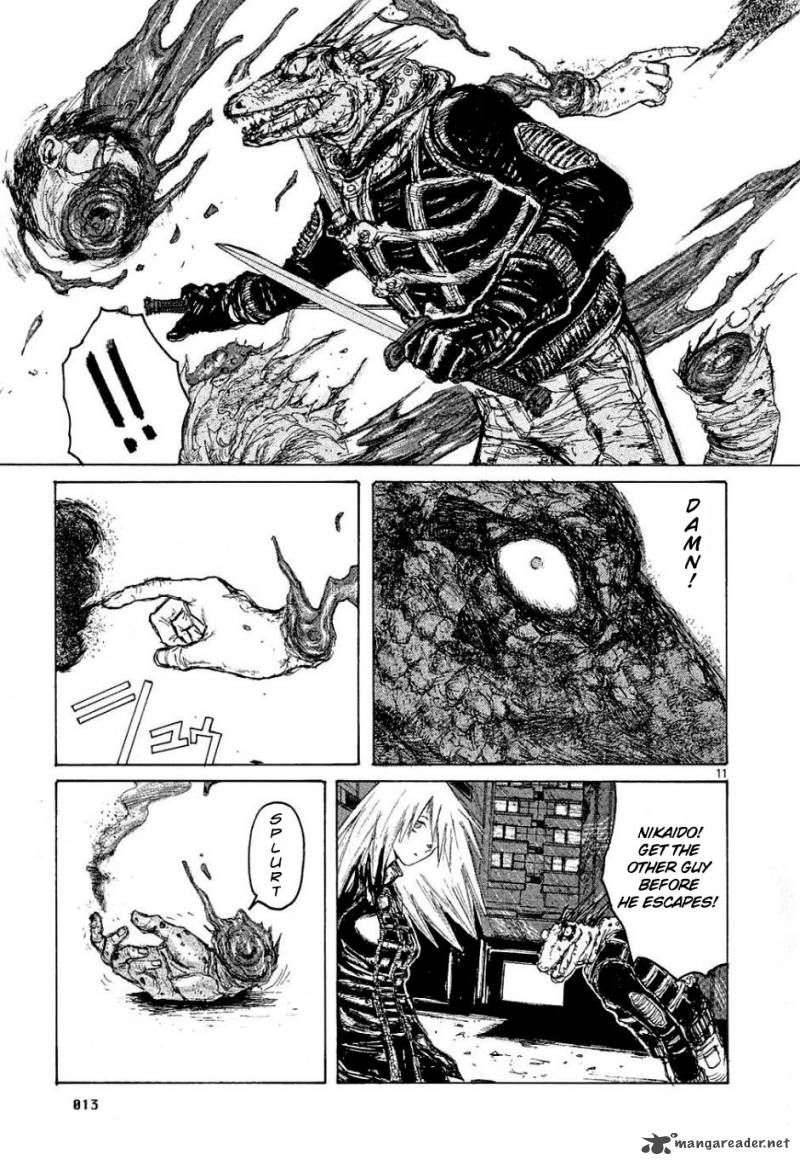 !!
DAMN!
シュウ
11
SPLURT
NIKAIDO!
GET THE
OTHER GUY
BEFORE
HE ESCAPES!
013
mangareader.net